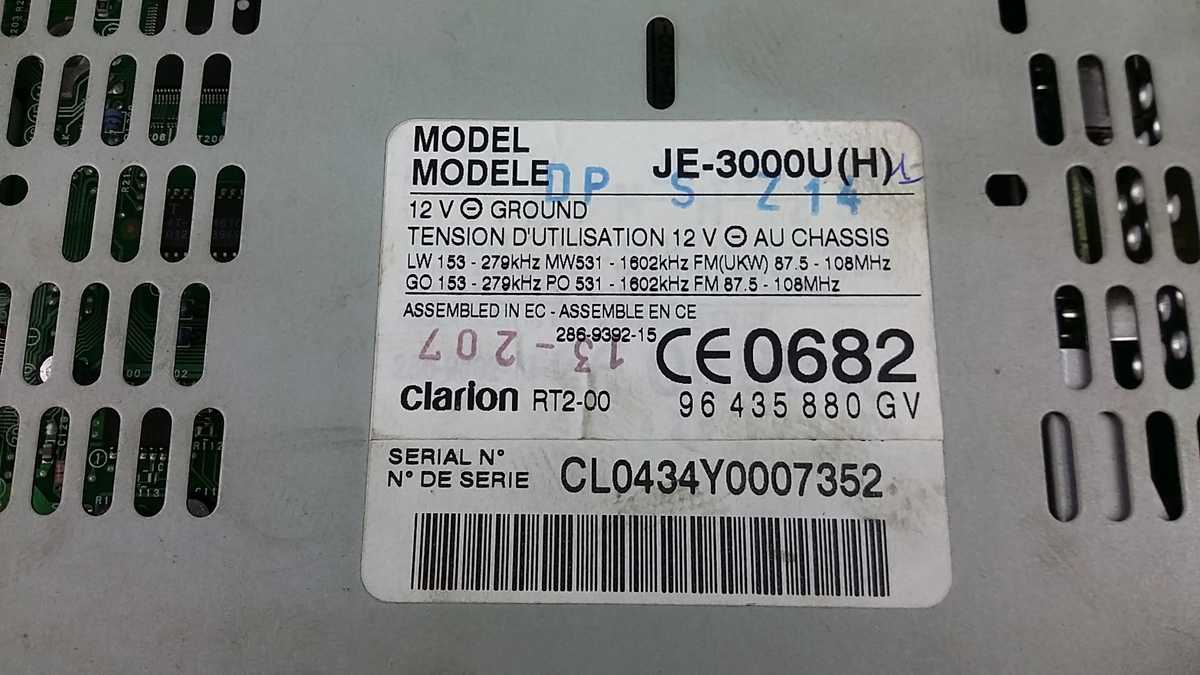 MODEL
MODELE
JE-3000U(H)
DP S Z14
12 V ⊖ GROUND
TENSION D'UTILISATION 12 V ⊖ AU CHASSIS
LW 153 - 279kHz MW531 - 1602kHz FM(UKW) 87.5 - 108MHz
GO 153 - 279kHz PO 531 - 1602kHz FM 87.5 - 108MHz
ASSEMBLED IN EC - ASSEMBLE EN CE
286-9392-15
13-207
CE0682
clarion RT2-00
96 435 880 GV
SERIAL N°
N° DE SERIE
CL0434Y0007352